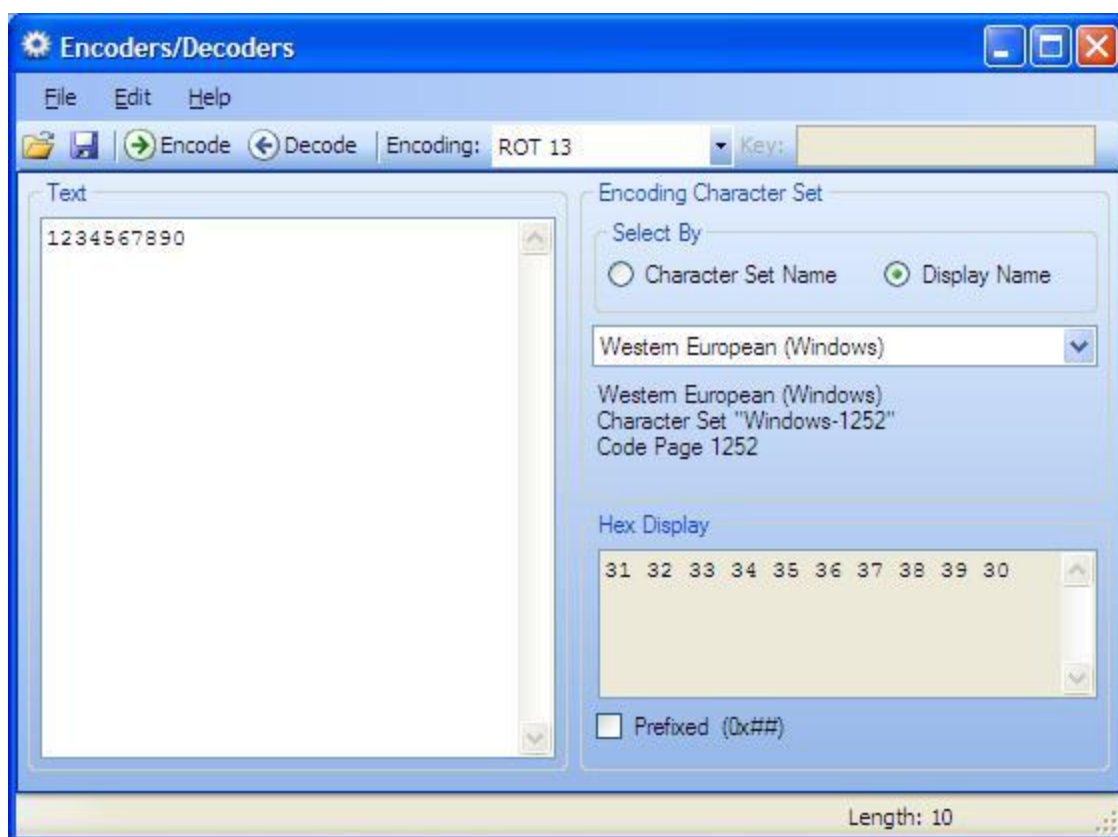 Encoders/Decoders
File Edit Help
Encode Decode Encoding: ROT 13 Key:
Text
1234567890
Encoding Character Set
Select By
Character Set Name Display Name
Western European (Windows)
Western European (Windows)
Character Set "Windows-1252"
Code Page 1252
Hex Display
31 32 33 34 35 36 37 38 39 30
Prefixed (0x##)
Length: 10